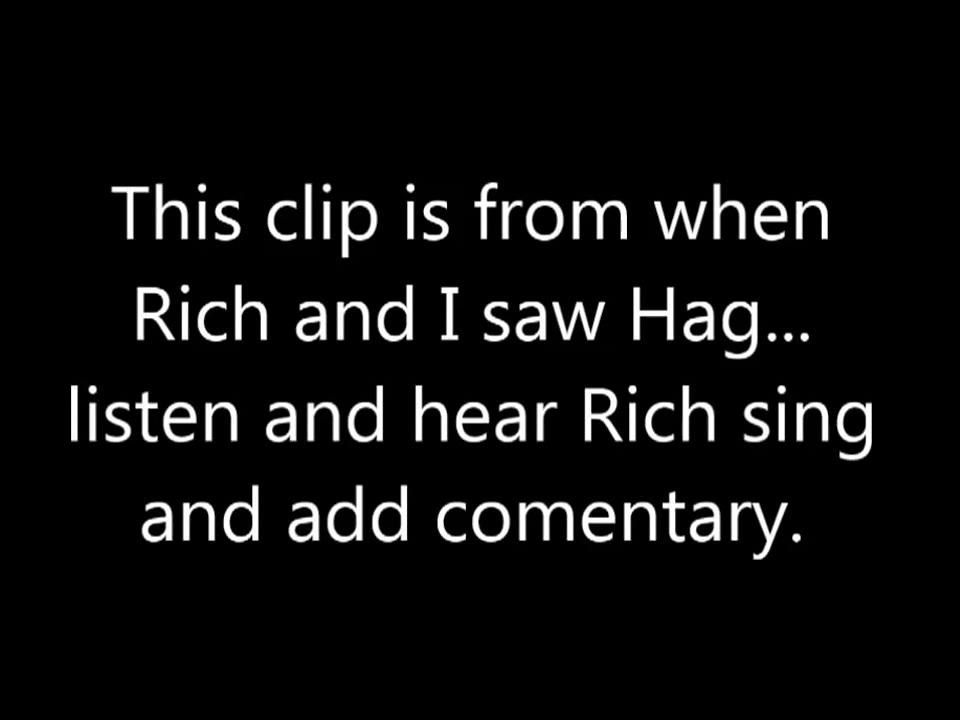 This clip is from when
Rich and I saw Hag...
listen and hear Rich sing
and add comentary.